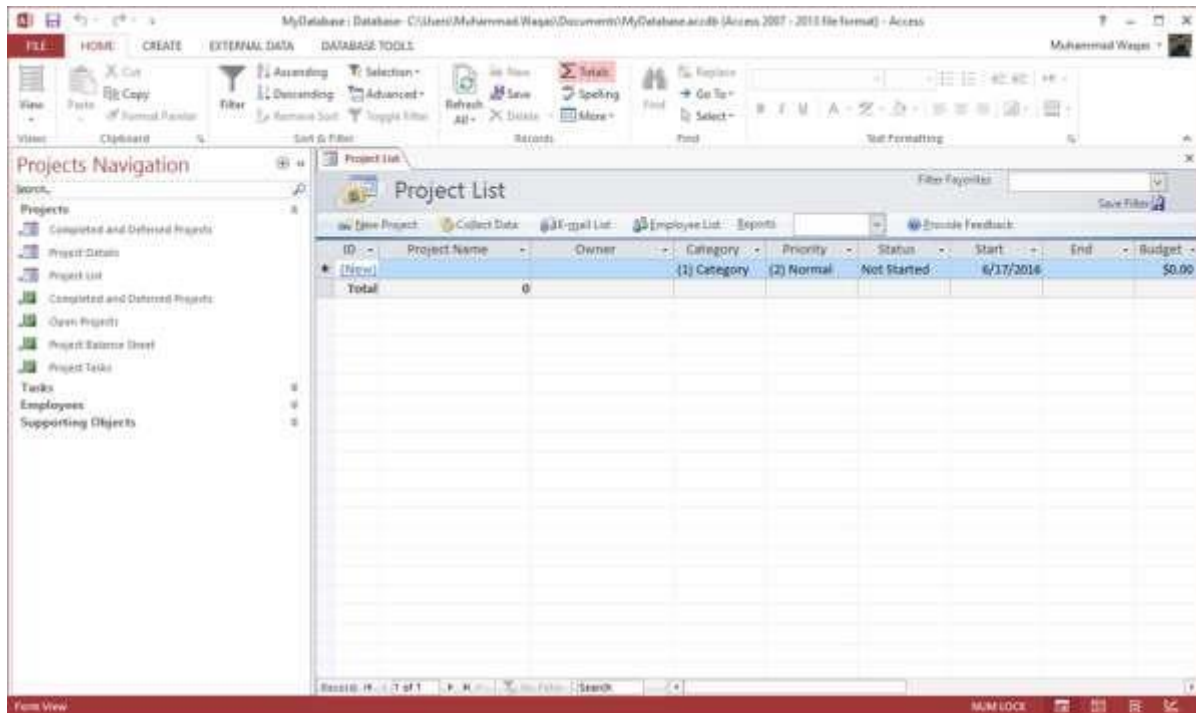 MyDatabase : Database- C:\Users\Muhammad Waqas\Documents\MyDatabase.accdb (Access 2007 - 2013 file format) - Access
FILE HOME CREATE EXTERNAL DATA DATABASE TOOLS Muhammad Waqas
View Paste Cut Copy Format Painter Filter Ascending Descending Remove Sort Selection Advanced Toggle Filter Refresh All New Save Delete Totals Spelling More Find Replace Go To Select
Views Clipboard Sort & Filter Records Find Text Formatting
Projects Navigation
Search...
Projects
Completed and Deferred Projects
Project Details
Project List
Completed and Deferred Projects
Open Projects
Project Balance Sheet
Project Tasks
Tasks
Employees
Supporting Objects
Project List
Project List
Filter Favorites
Save Filter
New Project Collect Data E-mail List Employee List Reports Provide Feedback
ID Project Name Owner Category Priority Status Start End Budget
(New) (1) Category (2) Normal Not Started 6/17/2016 $0.00
Total 0
Record: 1 of 1 No Filter Search
Form View NUM LOCK